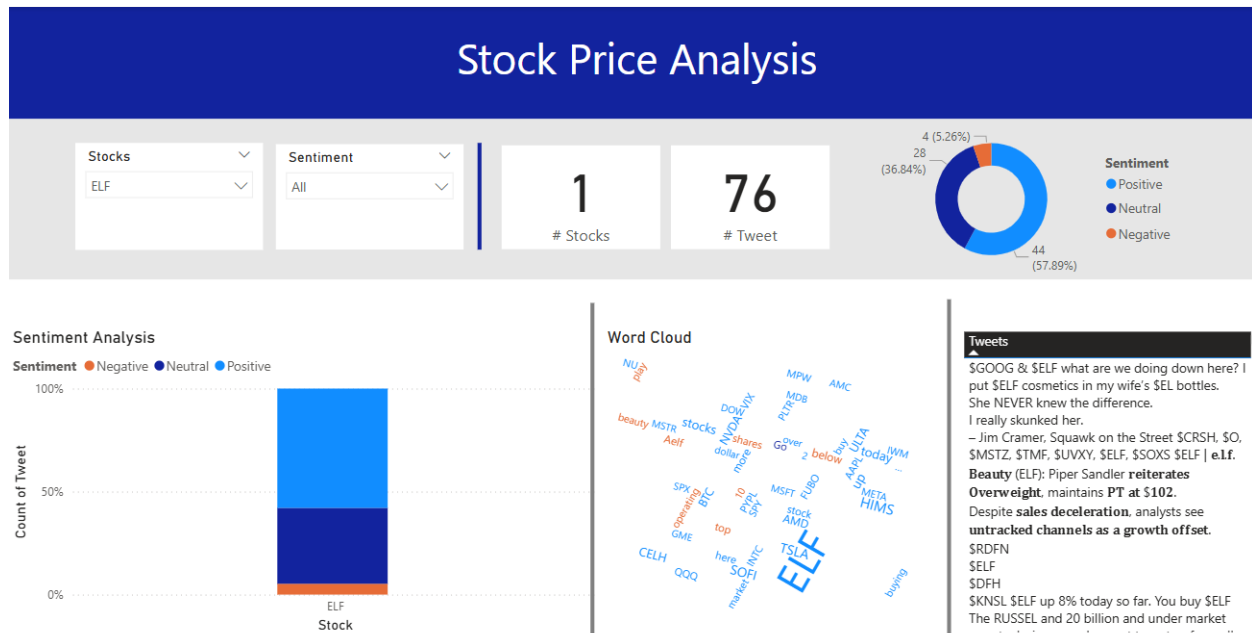 Stock Price Analysis
Stocks
ELF
Sentiment
All
1
# Stocks
76
# Tweet
4 (5.26%)
28
(36.84%)
44
(57.89%)
Sentiment
Positive
Neutral
Negative
Sentiment Analysis
Sentiment Negative Neutral Positive
100%
50%
0%
Count of Tweet
ELF
Stock
Word Cloud
NU
play
MPW
AMC
MDB
PLTR
DOW
VIX
beauty
MSTR
stocks
NVDA
Aelf
shares
Go
over
2
below
buy
ULTA
today
IWM
...
dollar
more
AAPL
up
SPX
BTC
operating
10
PYPL
SPY
MSFT
FUBO
META
HIMS
stock
AMD
top
GME
CELH
QQQ
here
INTC
SOFI
market
TSLA
ELF
buying
Tweets
$GOOG & $ELF what are we doing down here? I
put $ELF cosmetics in my wife's $EL bottles.
She NEVER knew the difference.
I really skunked her.
– Jim Cramer, Squawk on the Street $CRSH, $O,
$MSTZ, $TMF, $UVXY, $ELF, $SOXS $ELF | e.l.f.
Beauty (ELF): Piper Sandler reiterates
Overweight, maintains PT at $102.
Despite sales deceleration, analysts see
untracked channels as a growth offset.
$RDFN
$ELF
$DFH
$KNSL $ELF up 8% today so far. You buy $ELF
The RUSSEL and 20 billion and under market